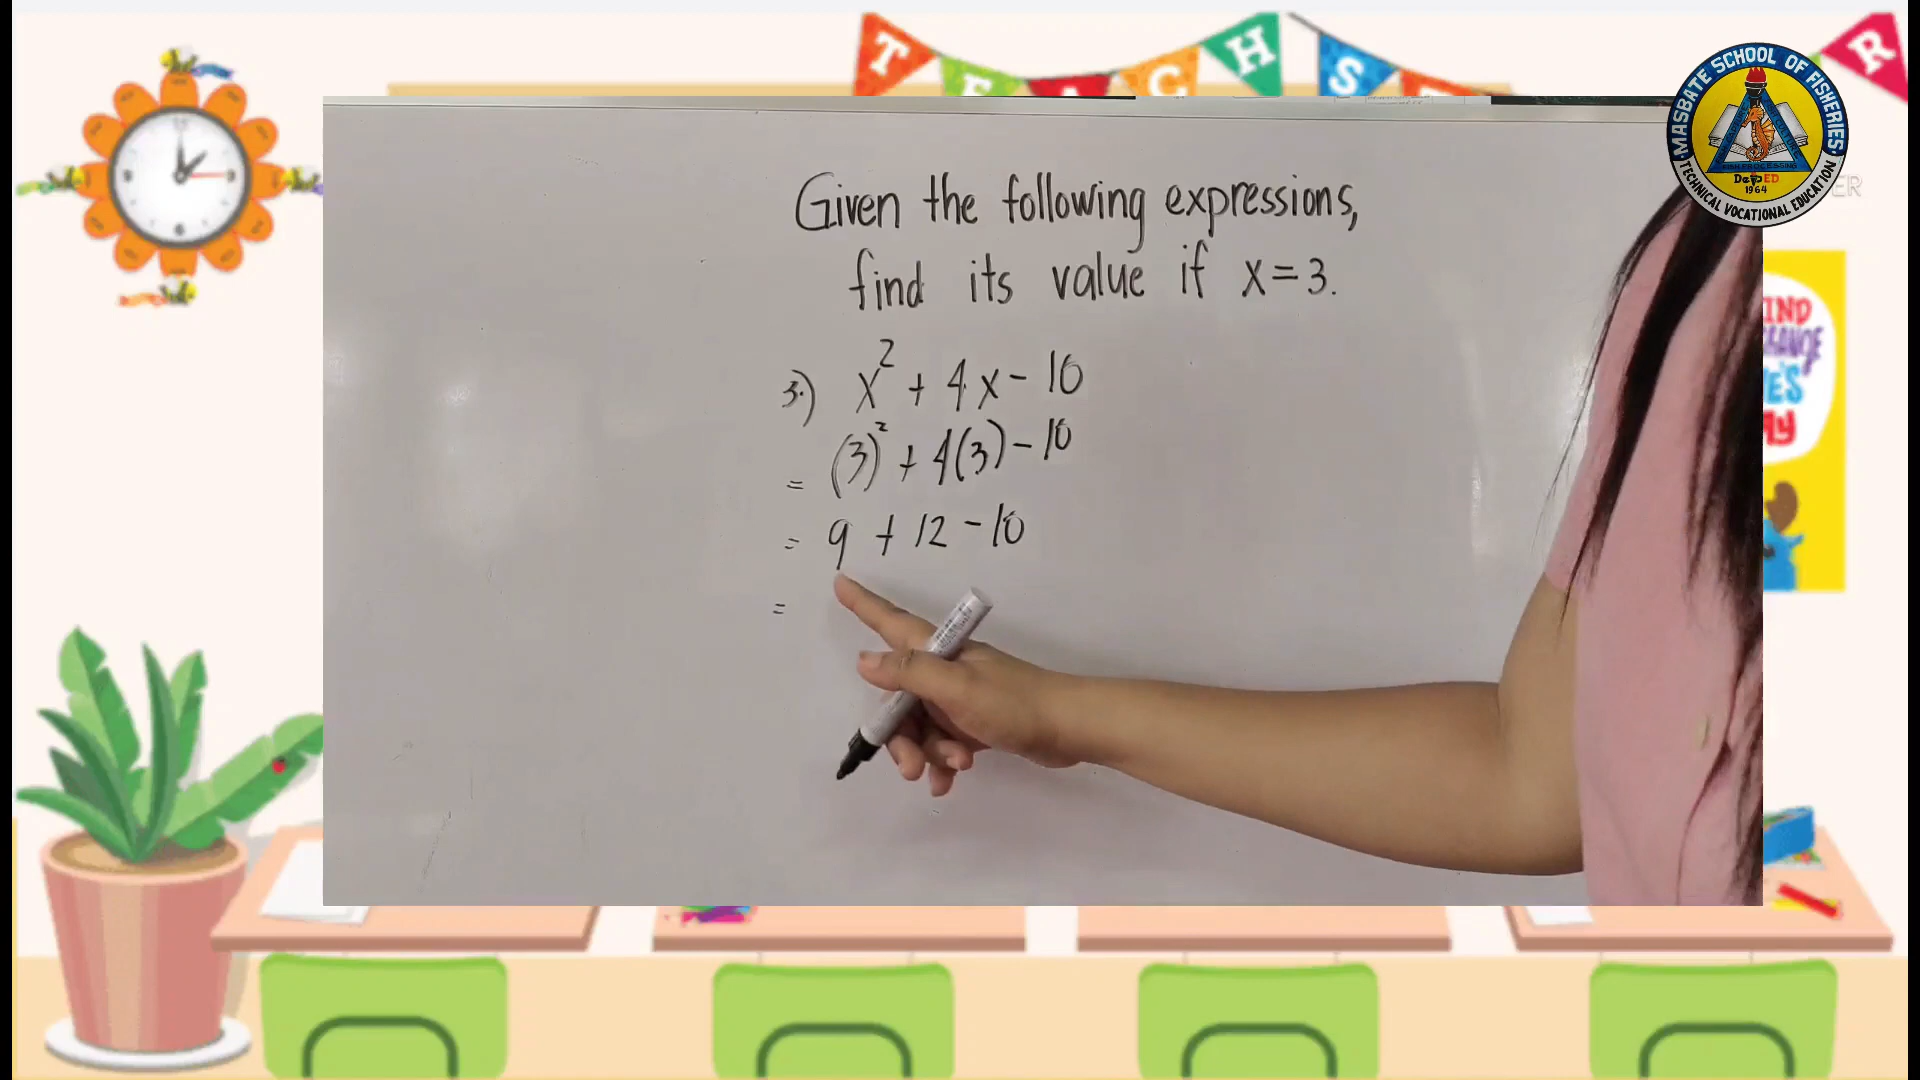 T E A C H ' S
R
MASBATE SCHOOL OF FISHERIES
DepED
1964
TECHNICAL VOCATIONAL EDUCATION
ER
Given the following expressions,
find its value if x=3.
3.) x² + 4x - 10
= (3)² + 4(3) - 10
= 9 + 12 - 10
=